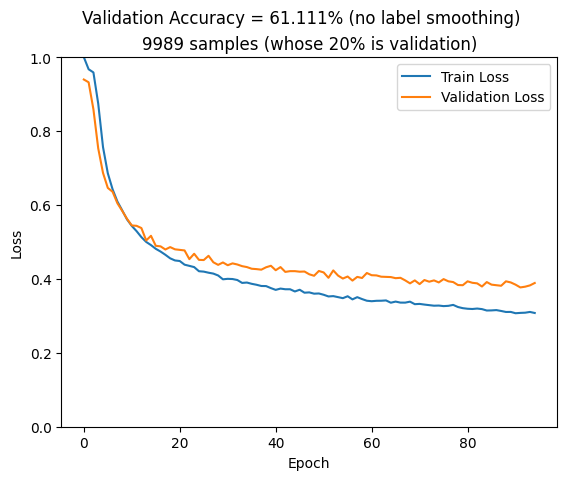 Validation Accuracy = 61.111% (no label smoothing)
9989 samples (whose 20% is validation)
Train Loss
Validation Loss
1.0
0.8
0.6
0.4
0.2
0.0
Loss
0
20
40
60
80
Epoch